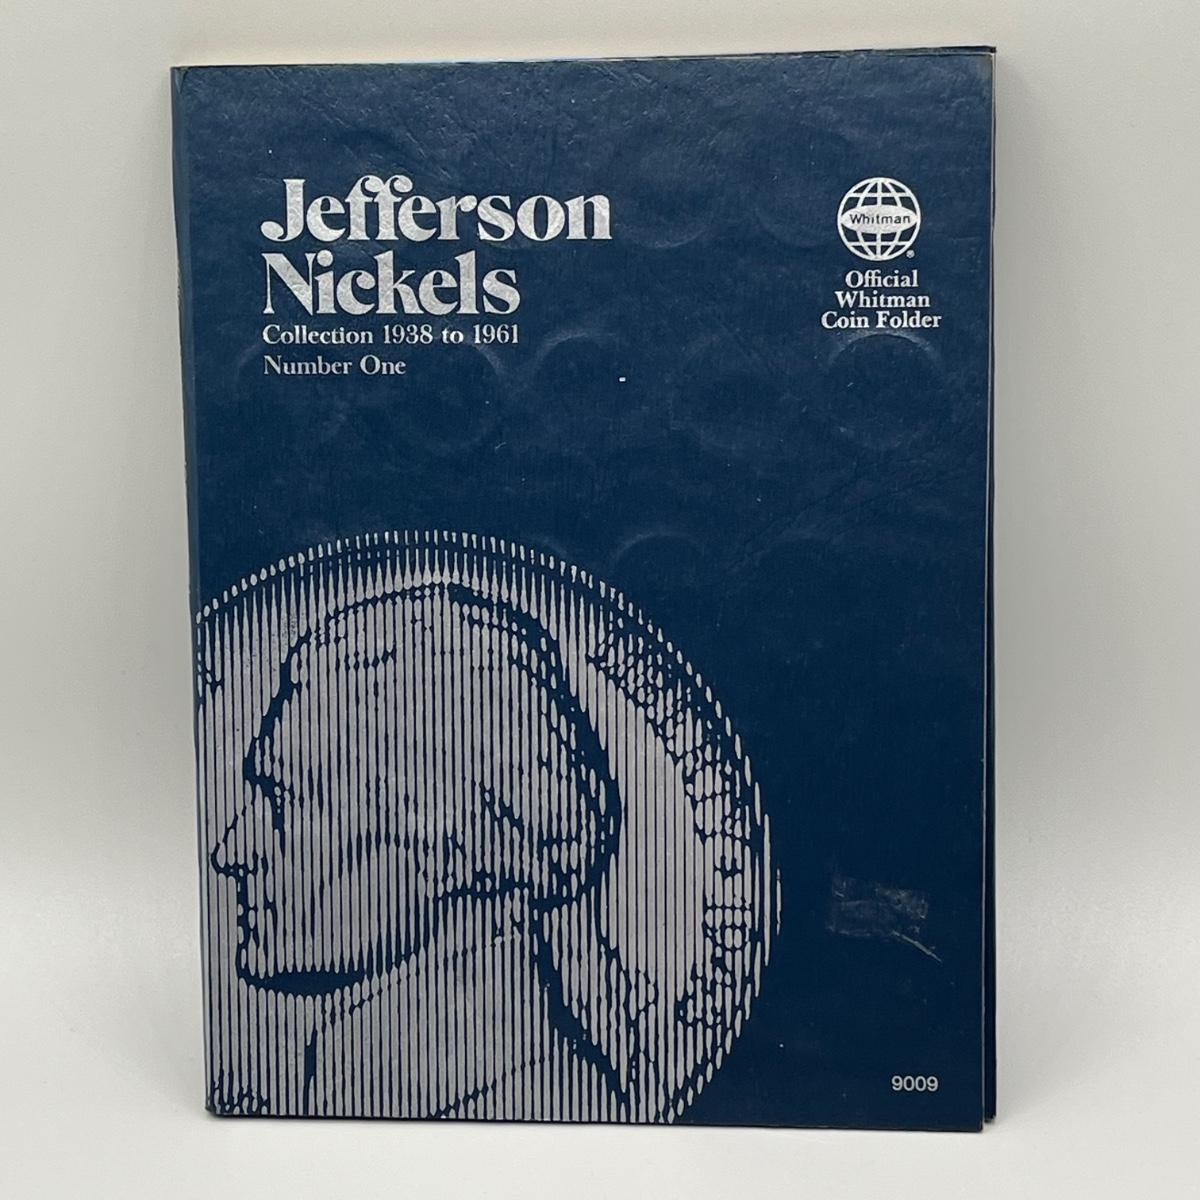 Jefferson
Nickels
Collection 1938 to 1961
Number One
Whitman
®
Official
Whitman
Coin Folder
9009